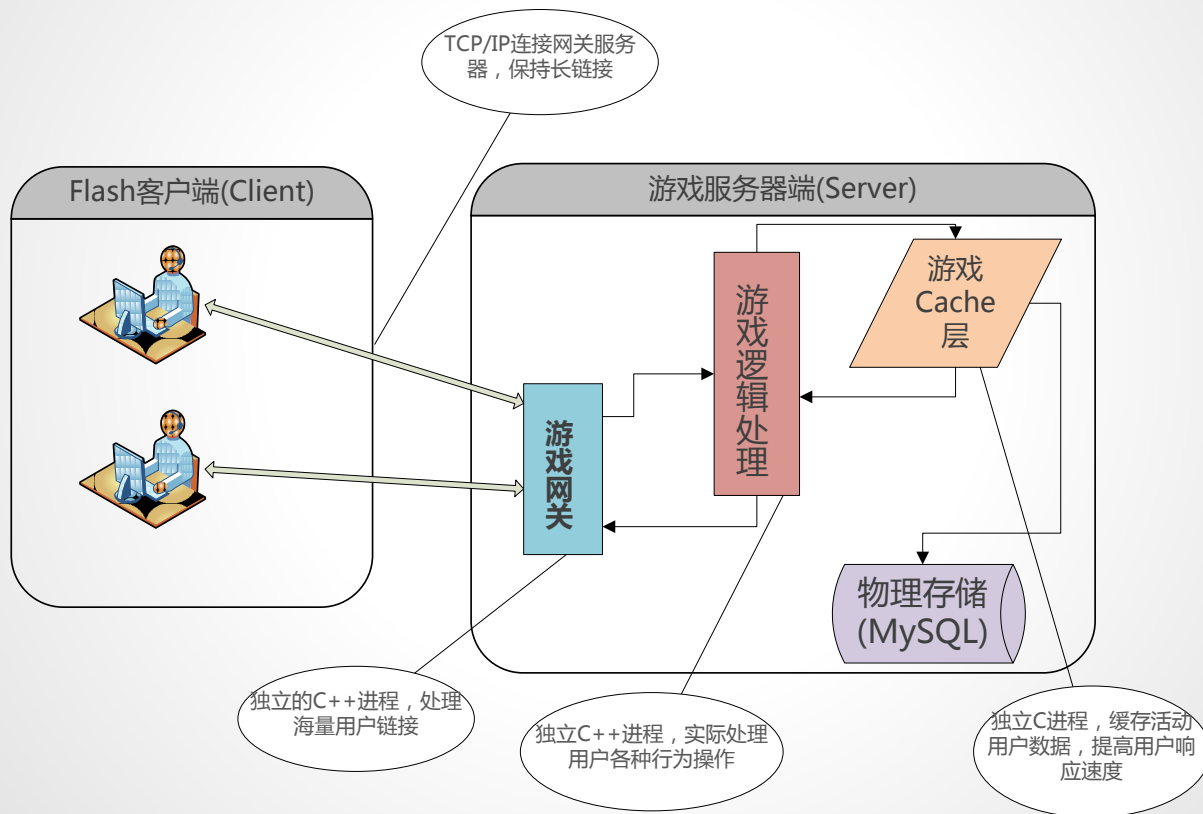 TCP/IP连接网关服务
器，保持长链接
Flash客户端(Client)
游戏服务器端(Server)
游戏
Cache
层
游戏逻辑处理
游戏网关
物理存储
(MySQL)
独立的C++进程，处理
海量用户链接
独立C++进程，实际处理
用户各种行为操作
独立C进程，缓存活动
用户数据，提高用户响
应速度